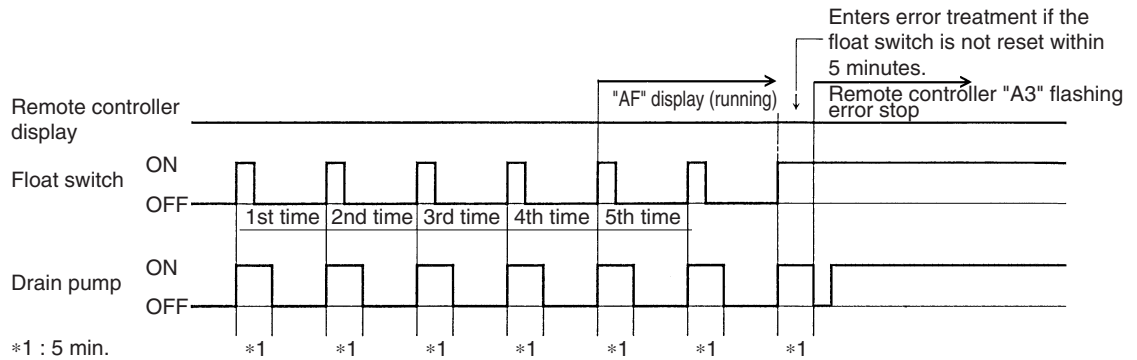 Enters error treatment if the
float switch is not reset within
5 minutes.
"AF" display (running)
Remote controller "A3" flashing
error stop
Remote controller
display
Float switch
ON
OFF
1st time
2nd time
3rd time
4th time
5th time
Drain pump
ON
OFF
*1 : 5 min.
*1
*1
*1
*1
*1
*1
*1